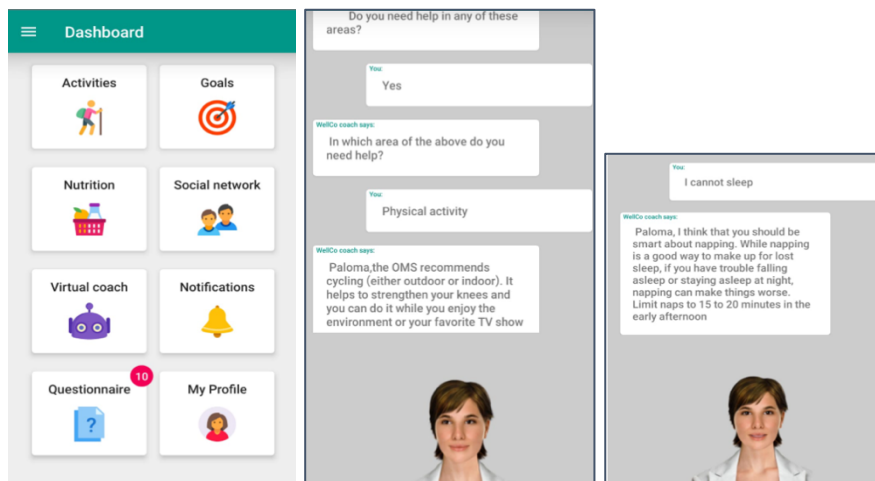 Dashboard
Activities
Goals
Nutrition
Social network
Virtual coach
Notifications
Questionnaire
10
My Profile
?
Do you need help in any of these
areas?
You:
Yes
WellCo coach says:
In which area of the above do you
need help?
You:
Physical activity
WellCo coach says:
Paloma,the OMS recommends
cycling (either outdoor or indoor). It
helps to strengthen your knees and
you can do it while you enjoy the
environment or your favorite TV show
You:
I cannot sleep
WellCo coach says:
Paloma, I think that you should be
smart about napping. While napping
is a good way to make up for lost
sleep, if you have trouble falling
asleep or staying asleep at night,
napping can make things worse.
Limit naps to 15 to 20 minutes in the
early afternoon